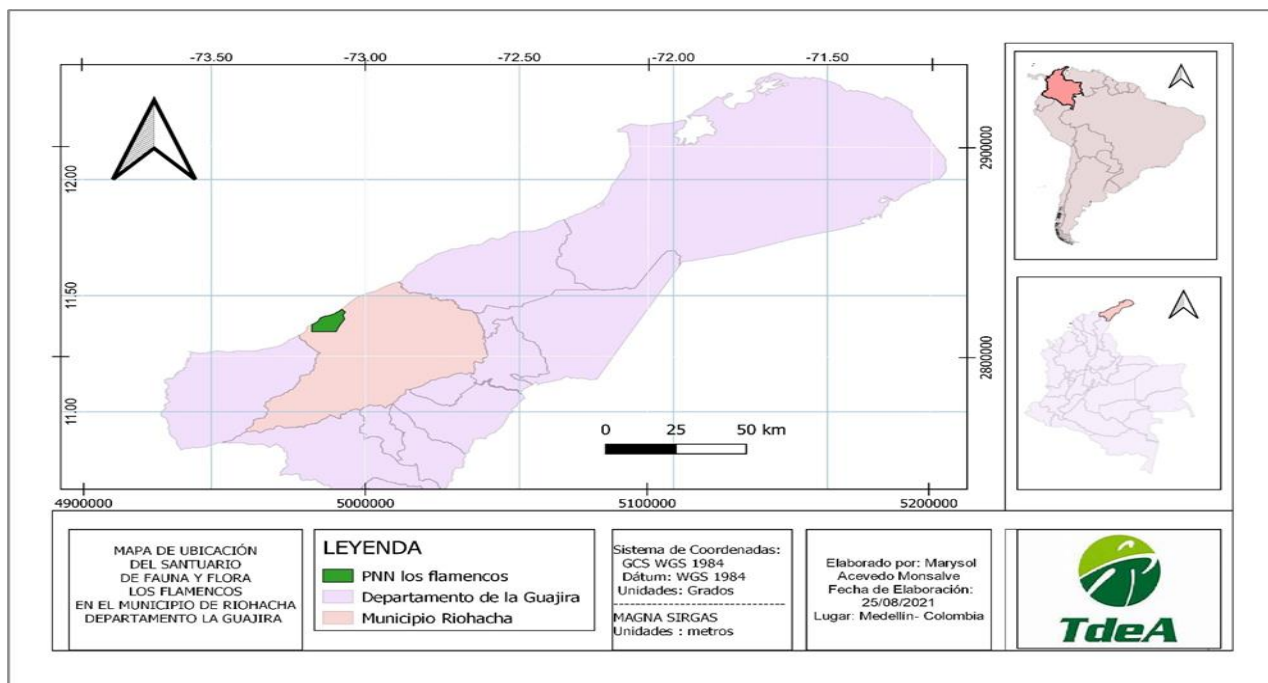 -73.50 -73.00 -72.50 -72.00 -71.50
12.00
11.50
11.00
2900000
2800000
0 25 50 km
4900000 5000000 5100000 5200000
MAPA DE UBICACIÓN
DEL SANTUARIO
DE FAUNA Y FLORA
LOS FLAMENCOS
EN EL MUNICIPIO DE RIOHACHA
DEPARTAMENTO LA GUAJIRA
LEYENDA
PNN los flamencos
Departamento de la Guajira
Municipio Riohacha
Sistema de Coordenadas:
GCS WGS 1984
Dátum: WGS 1984
Unidades: Grados
MAGNA SIRGAS
Unidades : metros
Elaborado por: Marysol
Acevedo Monsalve
Fecha de Elaboración:
25/08/2021
Lugar: Medellín- Colombia
TdeA